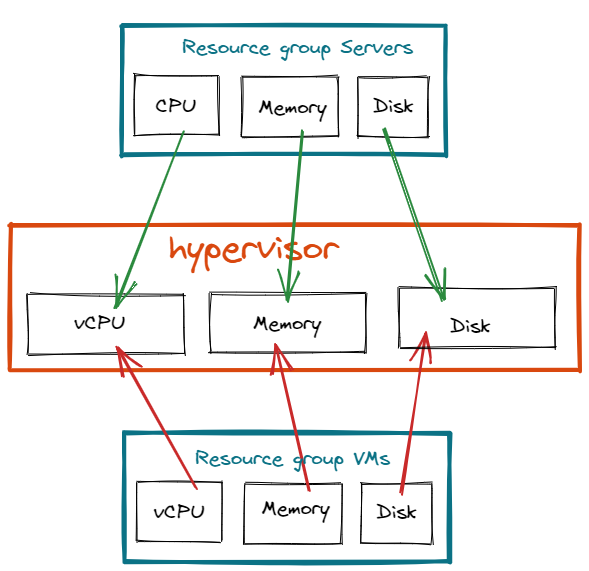 Resource group Servers
CPU
Memory
Disk
hypervisor
vCPU
Memory
Disk
Resource group VMs
vCPU
Memory
Disk